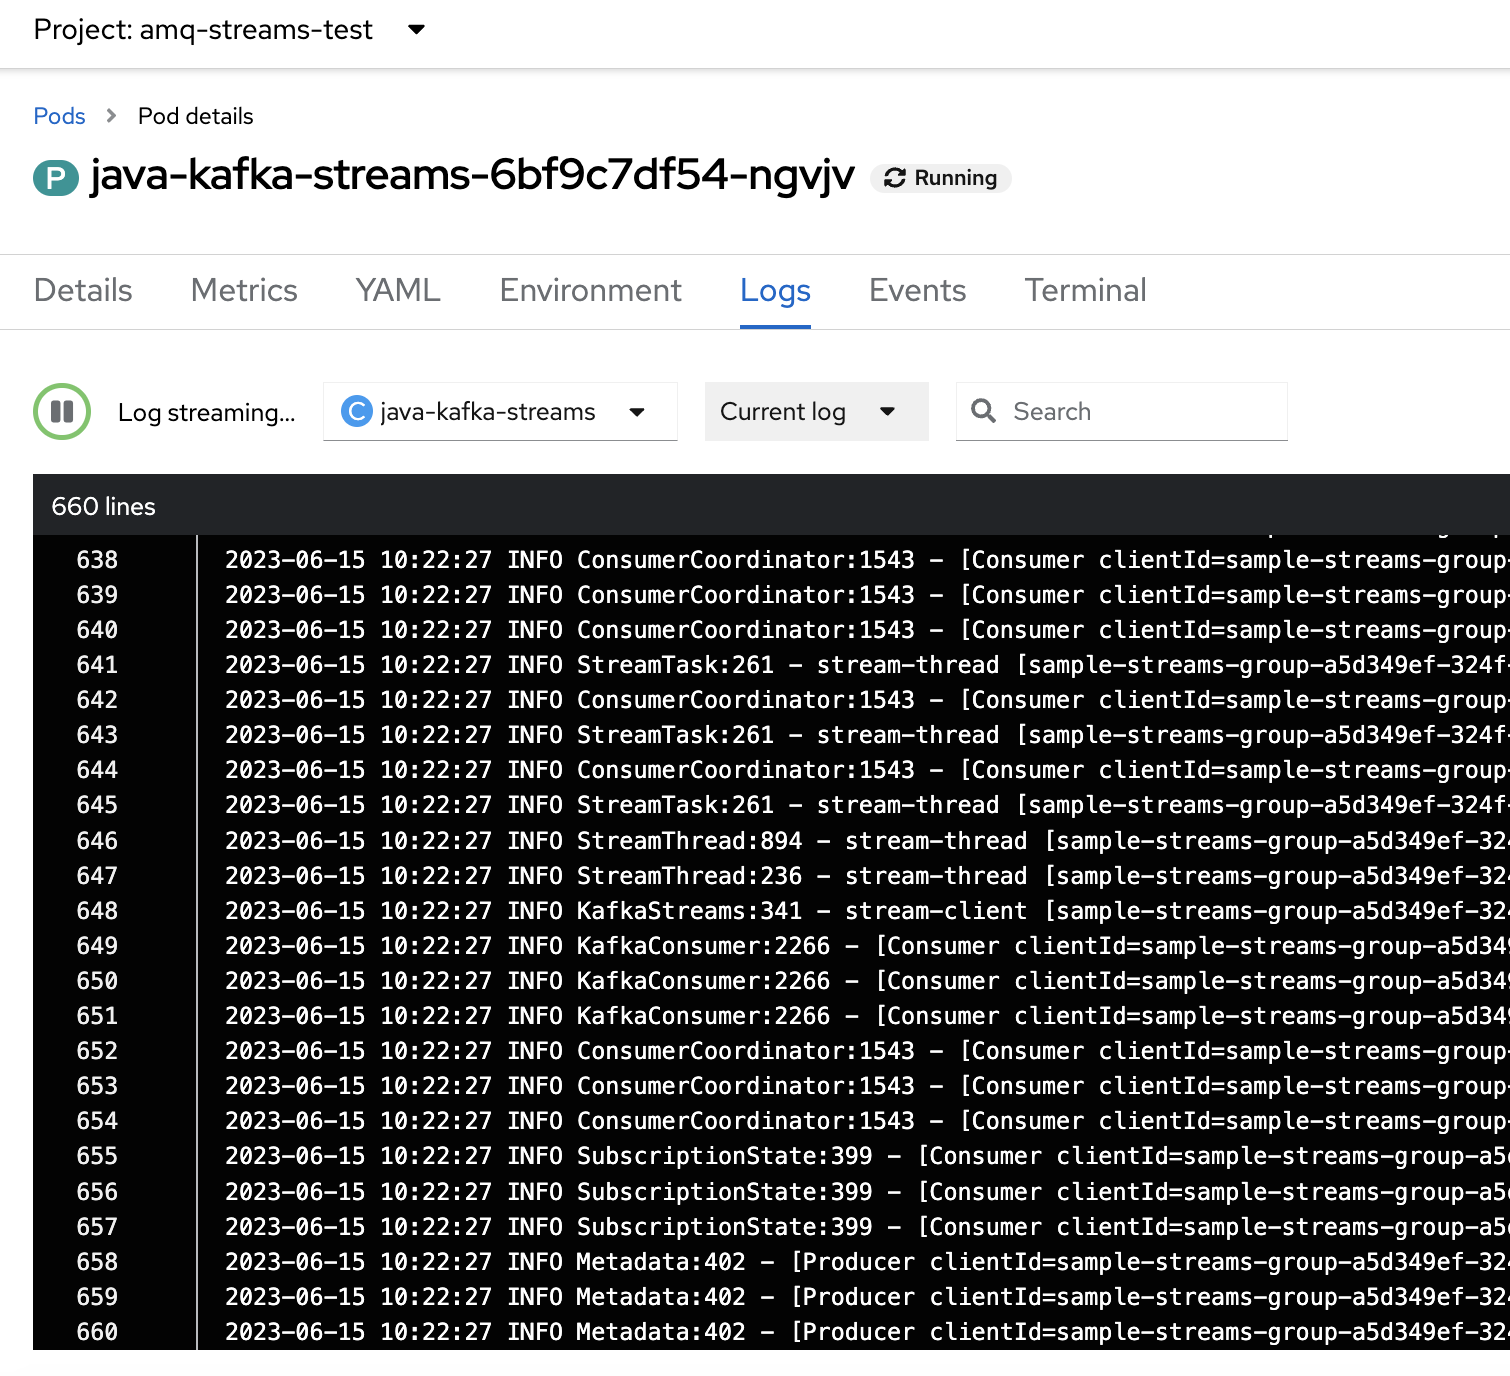 Project: amq-streams-test
Pods > Pod details
P java-kafka-streams-6bf9c7df54-ngvjv Running
Details Metrics YAML Environment Logs Events Terminal
Log streaming... C java-kafka-streams Current log Search
660 lines
638 2023-06-15 10:22:27 INFO ConsumerCoordinator:1543 - [Consumer clientId=sample-streams-group-
639 2023-06-15 10:22:27 INFO ConsumerCoordinator:1543 - [Consumer clientId=sample-streams-group-
640 2023-06-15 10:22:27 INFO ConsumerCoordinator:1543 - [Consumer clientId=sample-streams-group-
641 2023-06-15 10:22:27 INFO StreamTask:261 - stream-thread [sample-streams-group-a5d349ef-324f-
642 2023-06-15 10:22:27 INFO ConsumerCoordinator:1543 - [Consumer clientId=sample-streams-group-
643 2023-06-15 10:22:27 INFO StreamTask:261 - stream-thread [sample-streams-group-a5d349ef-324f-
644 2023-06-15 10:22:27 INFO ConsumerCoordinator:1543 - [Consumer clientId=sample-streams-group-
645 2023-06-15 10:22:27 INFO StreamTask:261 - stream-thread [sample-streams-group-a5d349ef-324f-
646 2023-06-15 10:22:27 INFO StreamThread:894 - stream-thread [sample-streams-group-a5d349ef-324
647 2023-06-15 10:22:27 INFO StreamThread:236 - stream-thread [sample-streams-group-a5d349ef-324
648 2023-06-15 10:22:27 INFO KafkaStreams:341 - stream-client [sample-streams-group-a5d349ef-324
649 2023-06-15 10:22:27 INFO KafkaConsumer:2266 - [Consumer clientId=sample-streams-group-a5d349
650 2023-06-15 10:22:27 INFO KafkaConsumer:2266 - [Consumer clientId=sample-streams-group-a5d349
651 2023-06-15 10:22:27 INFO KafkaConsumer:2266 - [Consumer clientId=sample-streams-group-a5d349
652 2023-06-15 10:22:27 INFO ConsumerCoordinator:1543 - [Consumer clientId=sample-streams-group-
653 2023-06-15 10:22:27 INFO ConsumerCoordinator:1543 - [Consumer clientId=sample-streams-group-
654 2023-06-15 10:22:27 INFO ConsumerCoordinator:1543 - [Consumer clientId=sample-streams-group-
655 2023-06-15 10:22:27 INFO SubscriptionState:399 - [Consumer clientId=sample-streams-group-a5d
656 2023-06-15 10:22:27 INFO SubscriptionState:399 - [Consumer clientId=sample-streams-group-a5d
657 2023-06-15 10:22:27 INFO SubscriptionState:399 - [Consumer clientId=sample-streams-group-a5d
658 2023-06-15 10:22:27 INFO Metadata:402 - [Producer clientId=sample-streams-group-a5d349ef-324
659 2023-06-15 10:22:27 INFO Metadata:402 - [Producer clientId=sample-streams-group-a5d349ef-324
660 2023-06-15 10:22:27 INFO Metadata:402 - [Producer clientId=sample-streams-group-a5d349ef-324